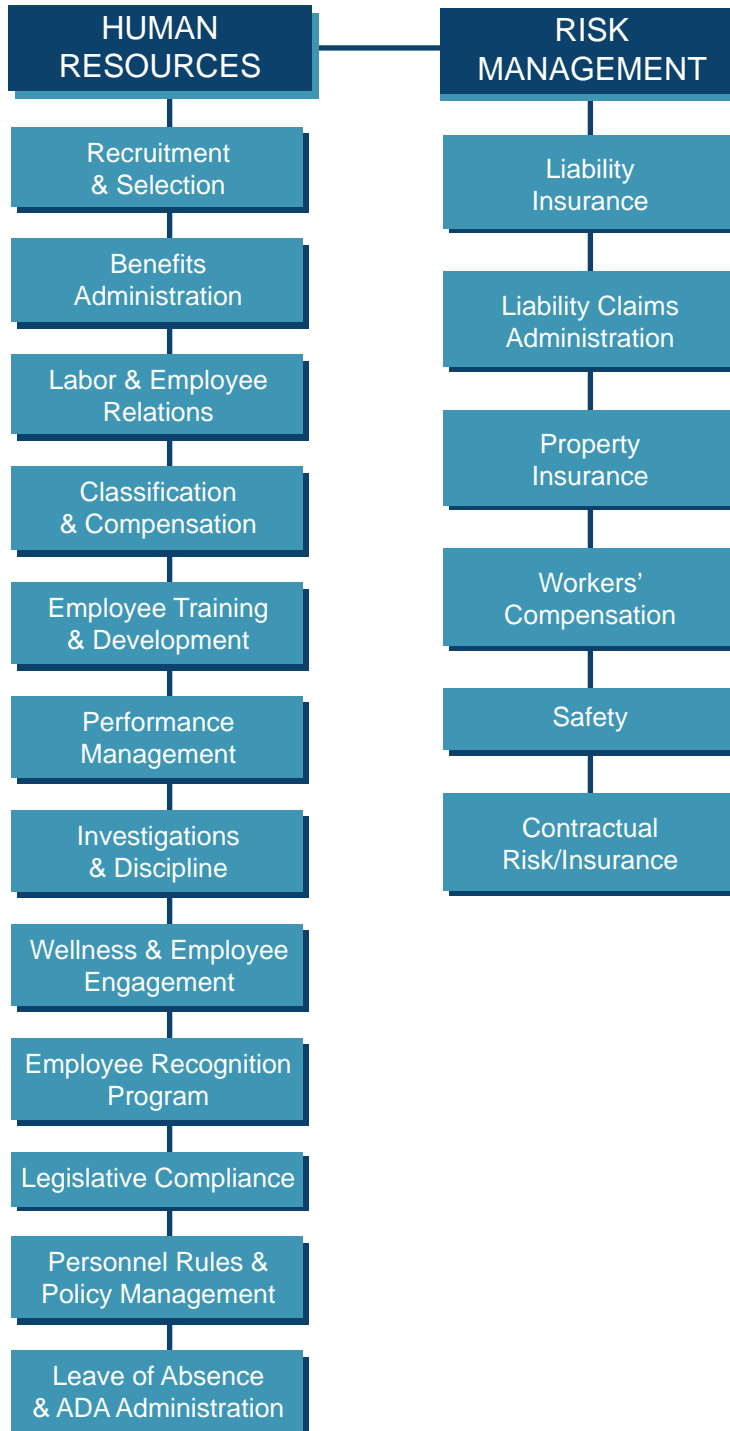 HUMAN
RESOURCES
Recruitment
& Selection
Benefits
Administration
Labor & Employee
Relations
Classification
& Compensation
Employee Training
& Development
Performance
Management
Investigations
& Discipline
Wellness & Employee
Engagement
Employee Recognition
Program
Legislative Compliance
Personnel Rules &
Policy Management
Leave of Absence
& ADA Administration
RISK
MANAGEMENT
Liability
Insurance
Liability Claims
Administration
Property
Insurance
Workers’
Compensation
Safety
Contractual
Risk/Insurance